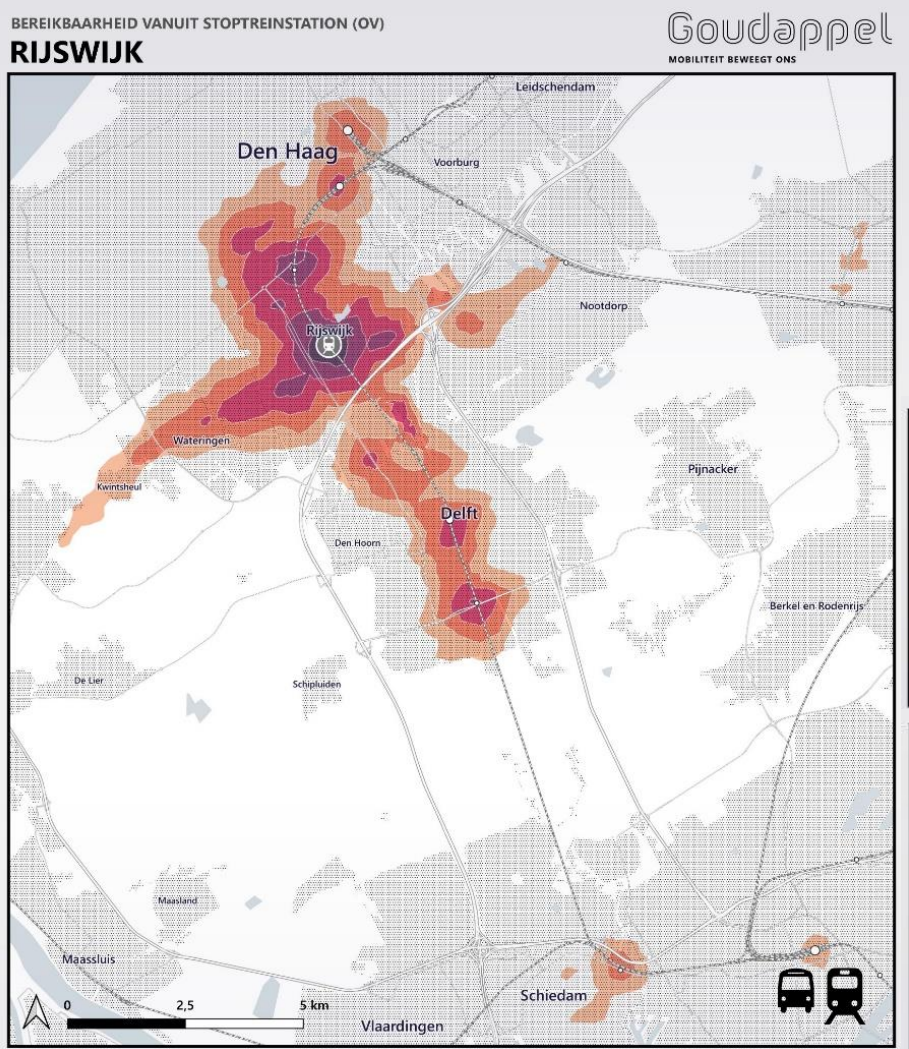 BEREIKBAARHEID VANUIT STOPTREINSTATION (OV)
RIJSWIJK
Goudappel
MOBILITEIT BEWEEGT ONS
Leidschendam
Den Haag
Voorburg
Nootdorp
Rijswijk
Wateringen
Pijnacker
Kwintsheul
Delft
Den Hoorn
Berkel en Rodenrijs
De Lier
Schipluiden
Maasland
Maassluis
Schiedam
0 2,5 5 km
Vlaardingen